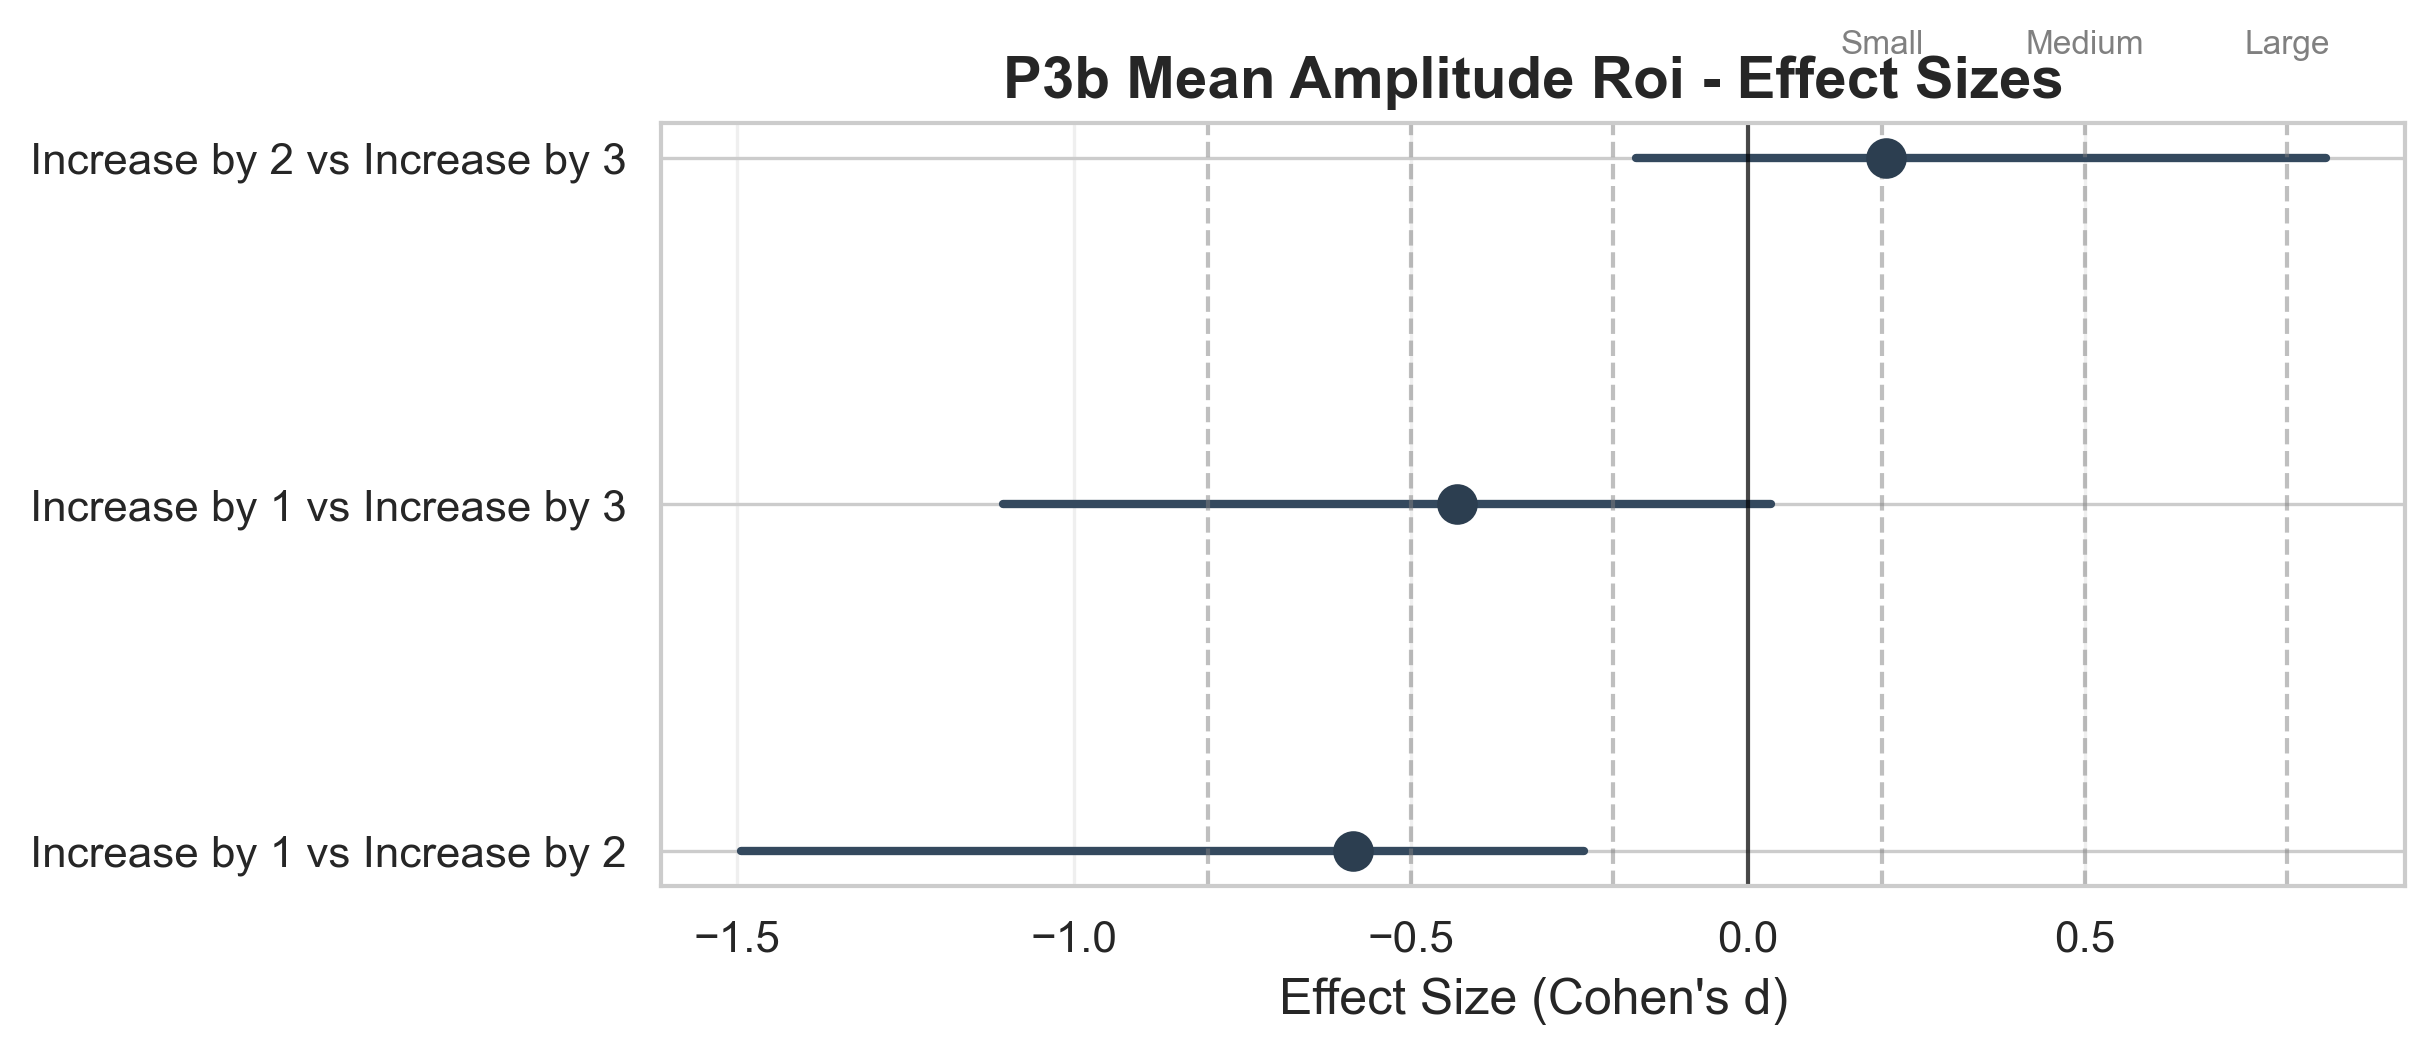 Small Medium Large
P3b Mean Amplitude Roi - Effect Sizes
Increase by 2 vs Increase by 3
Increase by 1 vs Increase by 3
Increase by 1 vs Increase by 2
−1.5 −1.0 −0.5 0.0 0.5
Effect Size (Cohen's d)